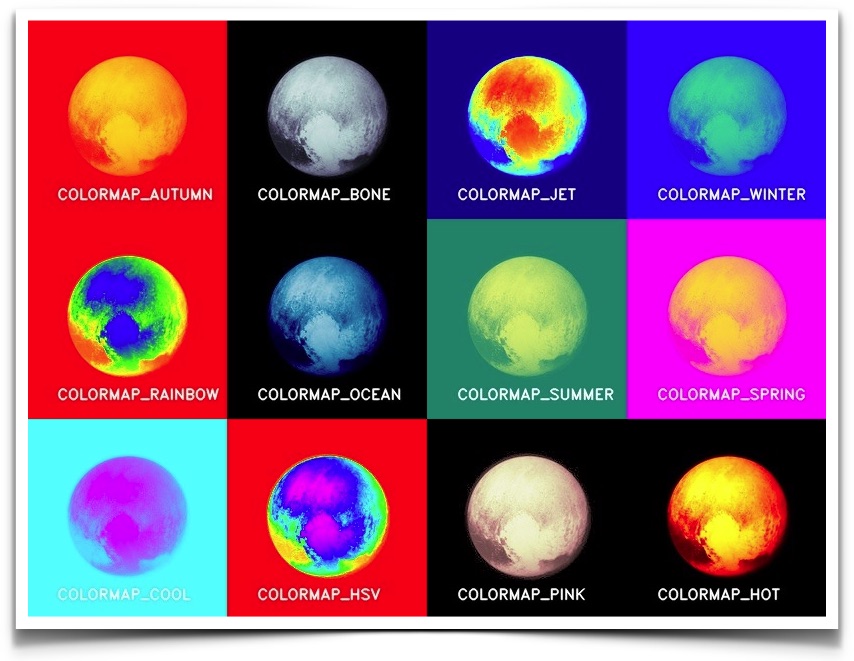 COLORMAP_AUTUMN
COLORMAP_BONE
COLORMAP_JET
COLORMAP_WINTER
COLORMAP_RAINBOW
COLORMAP_OCEAN
COLORMAP_SUMMER
COLORMAP_SPRING
COLORMAP_COOL
COLORMAP_HSV
COLORMAP_PINK
COLORMAP_HOT